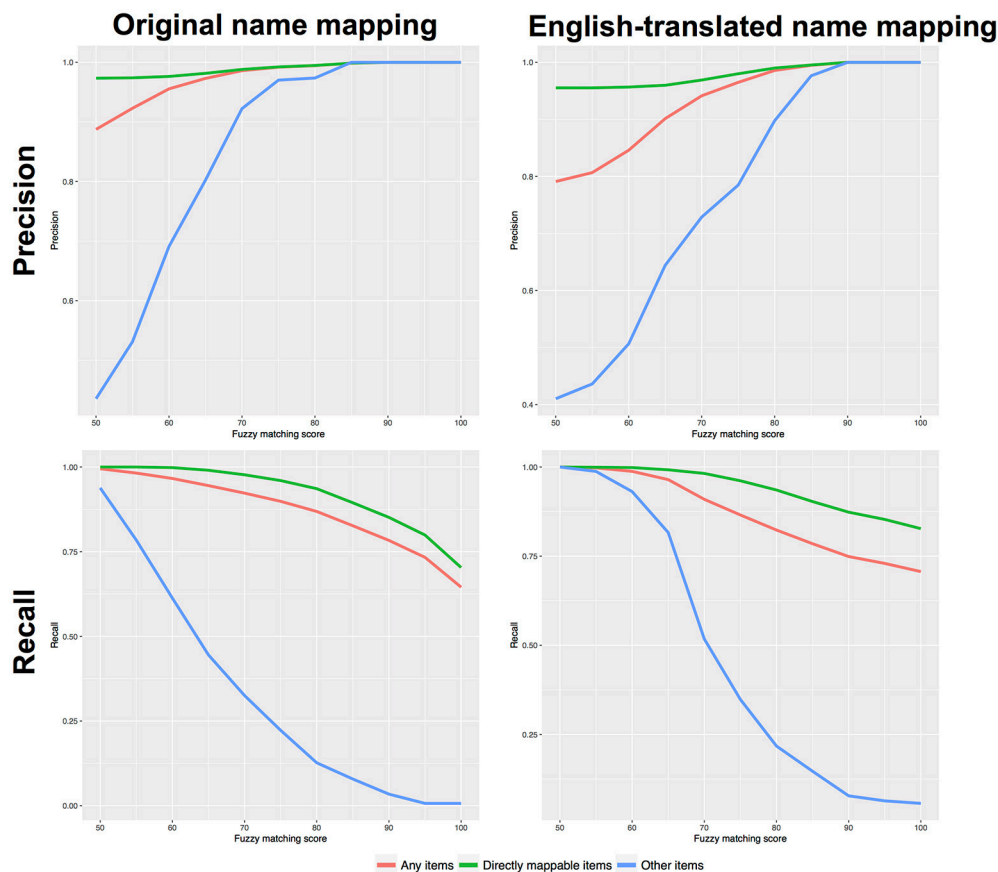 Original name mapping
English-translated name mapping
Precision
Precision
1.0
0.8
0.6
50 60 70 80 90 100
Fuzzy matching score
Precision
1.0
0.8
0.6
0.4
50 60 70 80 90 100
Fuzzy matching score
Recall
Recall
1.00
0.75
0.50
0.25
0.00
50 60 70 80 90 100
Fuzzy matching score
Recall
1.00
0.75
0.50
0.25
50 60 70 80 90 100
Fuzzy matching score
Any items Directly mappable items Other items